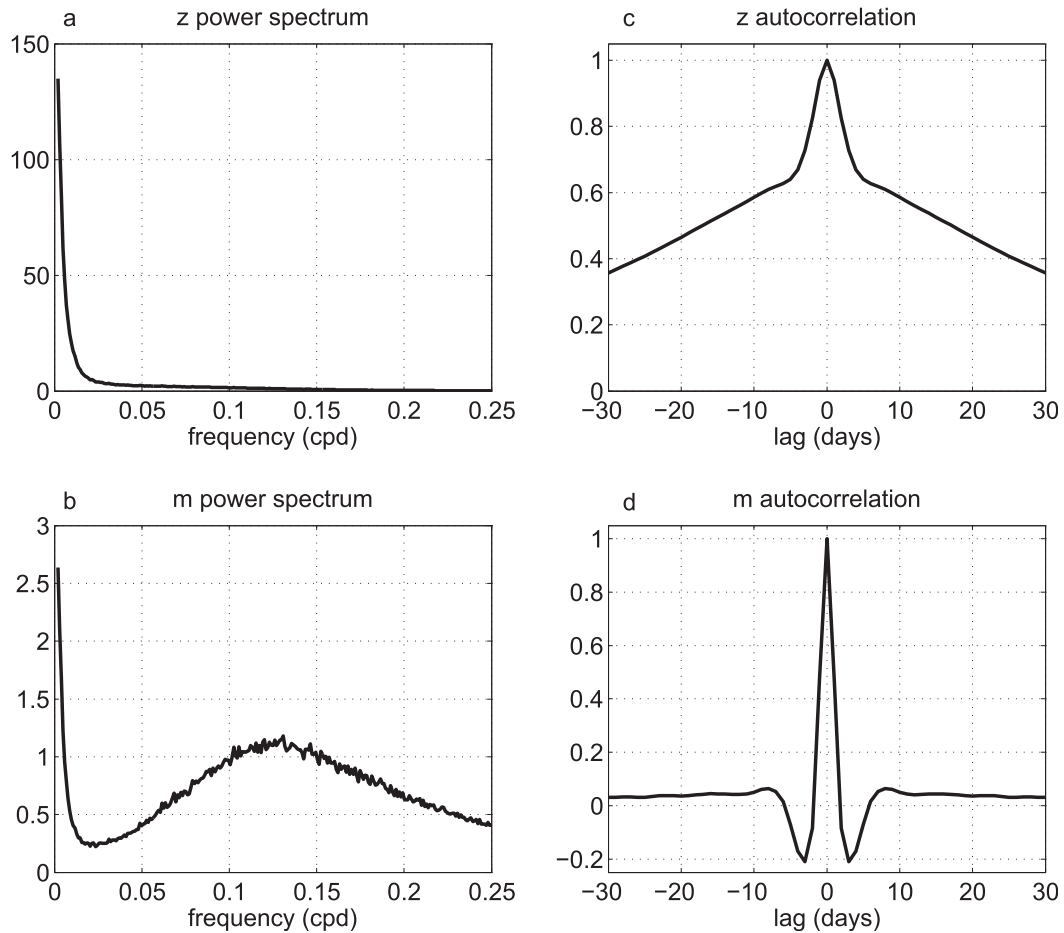 a z power spectrum
150
100
50
0
0 0.05 0.1 0.15 0.2 0.25
frequency (cpd)
c z autocorrelation
1
0.8
0.6
0.4
0.2
0
−30 −20 −10 0 10 20 30
lag (days)
b m power spectrum
3
2.5
2
1.5
1
0.5
0
0 0.05 0.1 0.15 0.2 0.25
frequency (cpd)
d m autocorrelation
1
0.8
0.6
0.4
0.2
0
−0.2
−30 −20 −10 0 10 20 30
lag (days)